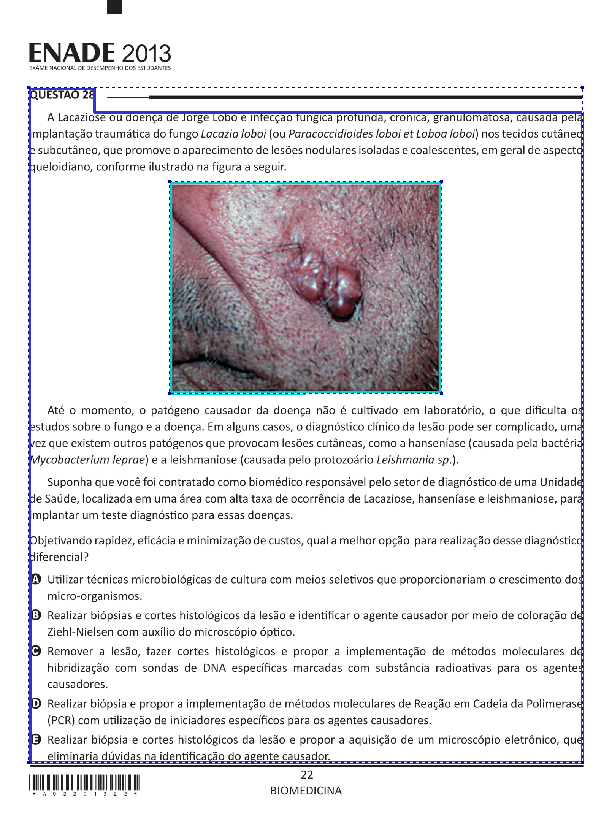 ENADE 2013
EXAME NACIONAL DE DESEMPENHO DOS ESTUDANTES
QUESTÃO 28
A Lacaziose ou doença de Jorge Lobo é infecção fúngica profunda, crônica, granulomatosa, causada pela
implantação traumática do fungo Lacazia loboi (ou Paracoccidioides loboi et Loboa loboi) nos tecidos cutâneo
e subcutâneo, que promove o aparecimento de lesões nodulares isoladas e coalescentes, em geral de aspecto
queloidiano, conforme ilustrado na figura a seguir.
Até o momento, o patógeno causador da doença não é cultivado em laboratório, o que dificulta os
estudos sobre o fungo e a doença. Em alguns casos, o diagnóstico clínico da lesão pode ser complicado, uma
vez que existem outros patógenos que provocam lesões cutâneas, como a hanseníase (causada pela bactéria
Mycobacterium leprae) e a leishmaniose (causada pelo protozoário Leishmania sp.).
Suponha que você foi contratado como biomédico responsável pelo setor de diagnóstico de uma Unidade
de Saúde, localizada em uma área com alta taxa de ocorrência de Lacaziose, hanseníase e leishmaniose, para
implantar um teste diagnóstico para essas doenças.
Objetivando rapidez, eficácia e minimização de custos, qual a melhor opção para realização desse diagnóstico
diferencial?
A Utilizar técnicas microbiológicas de cultura com meios seletivos que proporcionariam o crescimento dos
micro-organismos.
B Realizar biópsias e cortes histológicos da lesão e identificar o agente causador por meio de coloração de
Ziehl-Nielsen com auxílio do microscópio óptico.
C Remover a lesão, fazer cortes histológicos e propor a implementação de métodos moleculares de
hibridização com sondas de DNA específicas marcadas com substância radioativas para os agentes
causadores.
D Realizar biópsia e propor a implementação de métodos moleculares de Reação em Cadeia da Polimerase
(PCR) com utilização de iniciadores específicos para os agentes causadores.
E Realizar biópsia e cortes histológicos da lesão e propor a aquisição de um microscópio eletrônico, que
eliminaria dúvidas na identificação do agente causador.
22
BIOMEDICINA